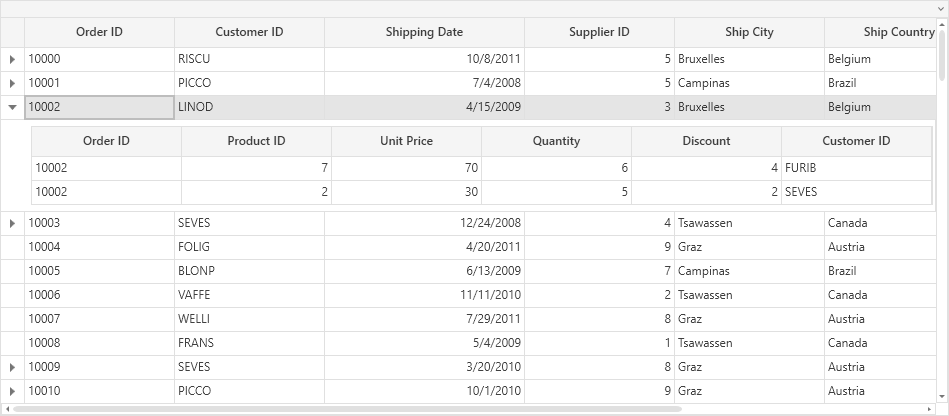 Order ID Customer ID Shipping Date Supplier ID Ship City Ship Country
10000 RISCU 10/8/2011 5 Bruxelles Belgium
10001 PICCO 7/4/2008 5 Campinas Brazil
10002 LINOD 4/15/2009 3 Bruxelles Belgium
Order ID Product ID Unit Price Quantity Discount Customer ID
10002 7 70 6 4 FURIB
10002 2 30 5 2 SEVES
10003 SEVES 12/24/2008 4 Tsawassen Canada
10004 FOLIG 4/20/2011 9 Graz Austria
10005 BLONP 6/13/2009 7 Campinas Brazil
10006 VAFFE 11/11/2010 2 Tsawassen Canada
10007 WELLI 7/29/2011 8 Graz Austria
10008 FRANS 5/4/2009 1 Tsawassen Canada
10009 SEVES 3/20/2010 8 Graz Austria
10010 PICCO 10/1/2010 9 Graz Austria